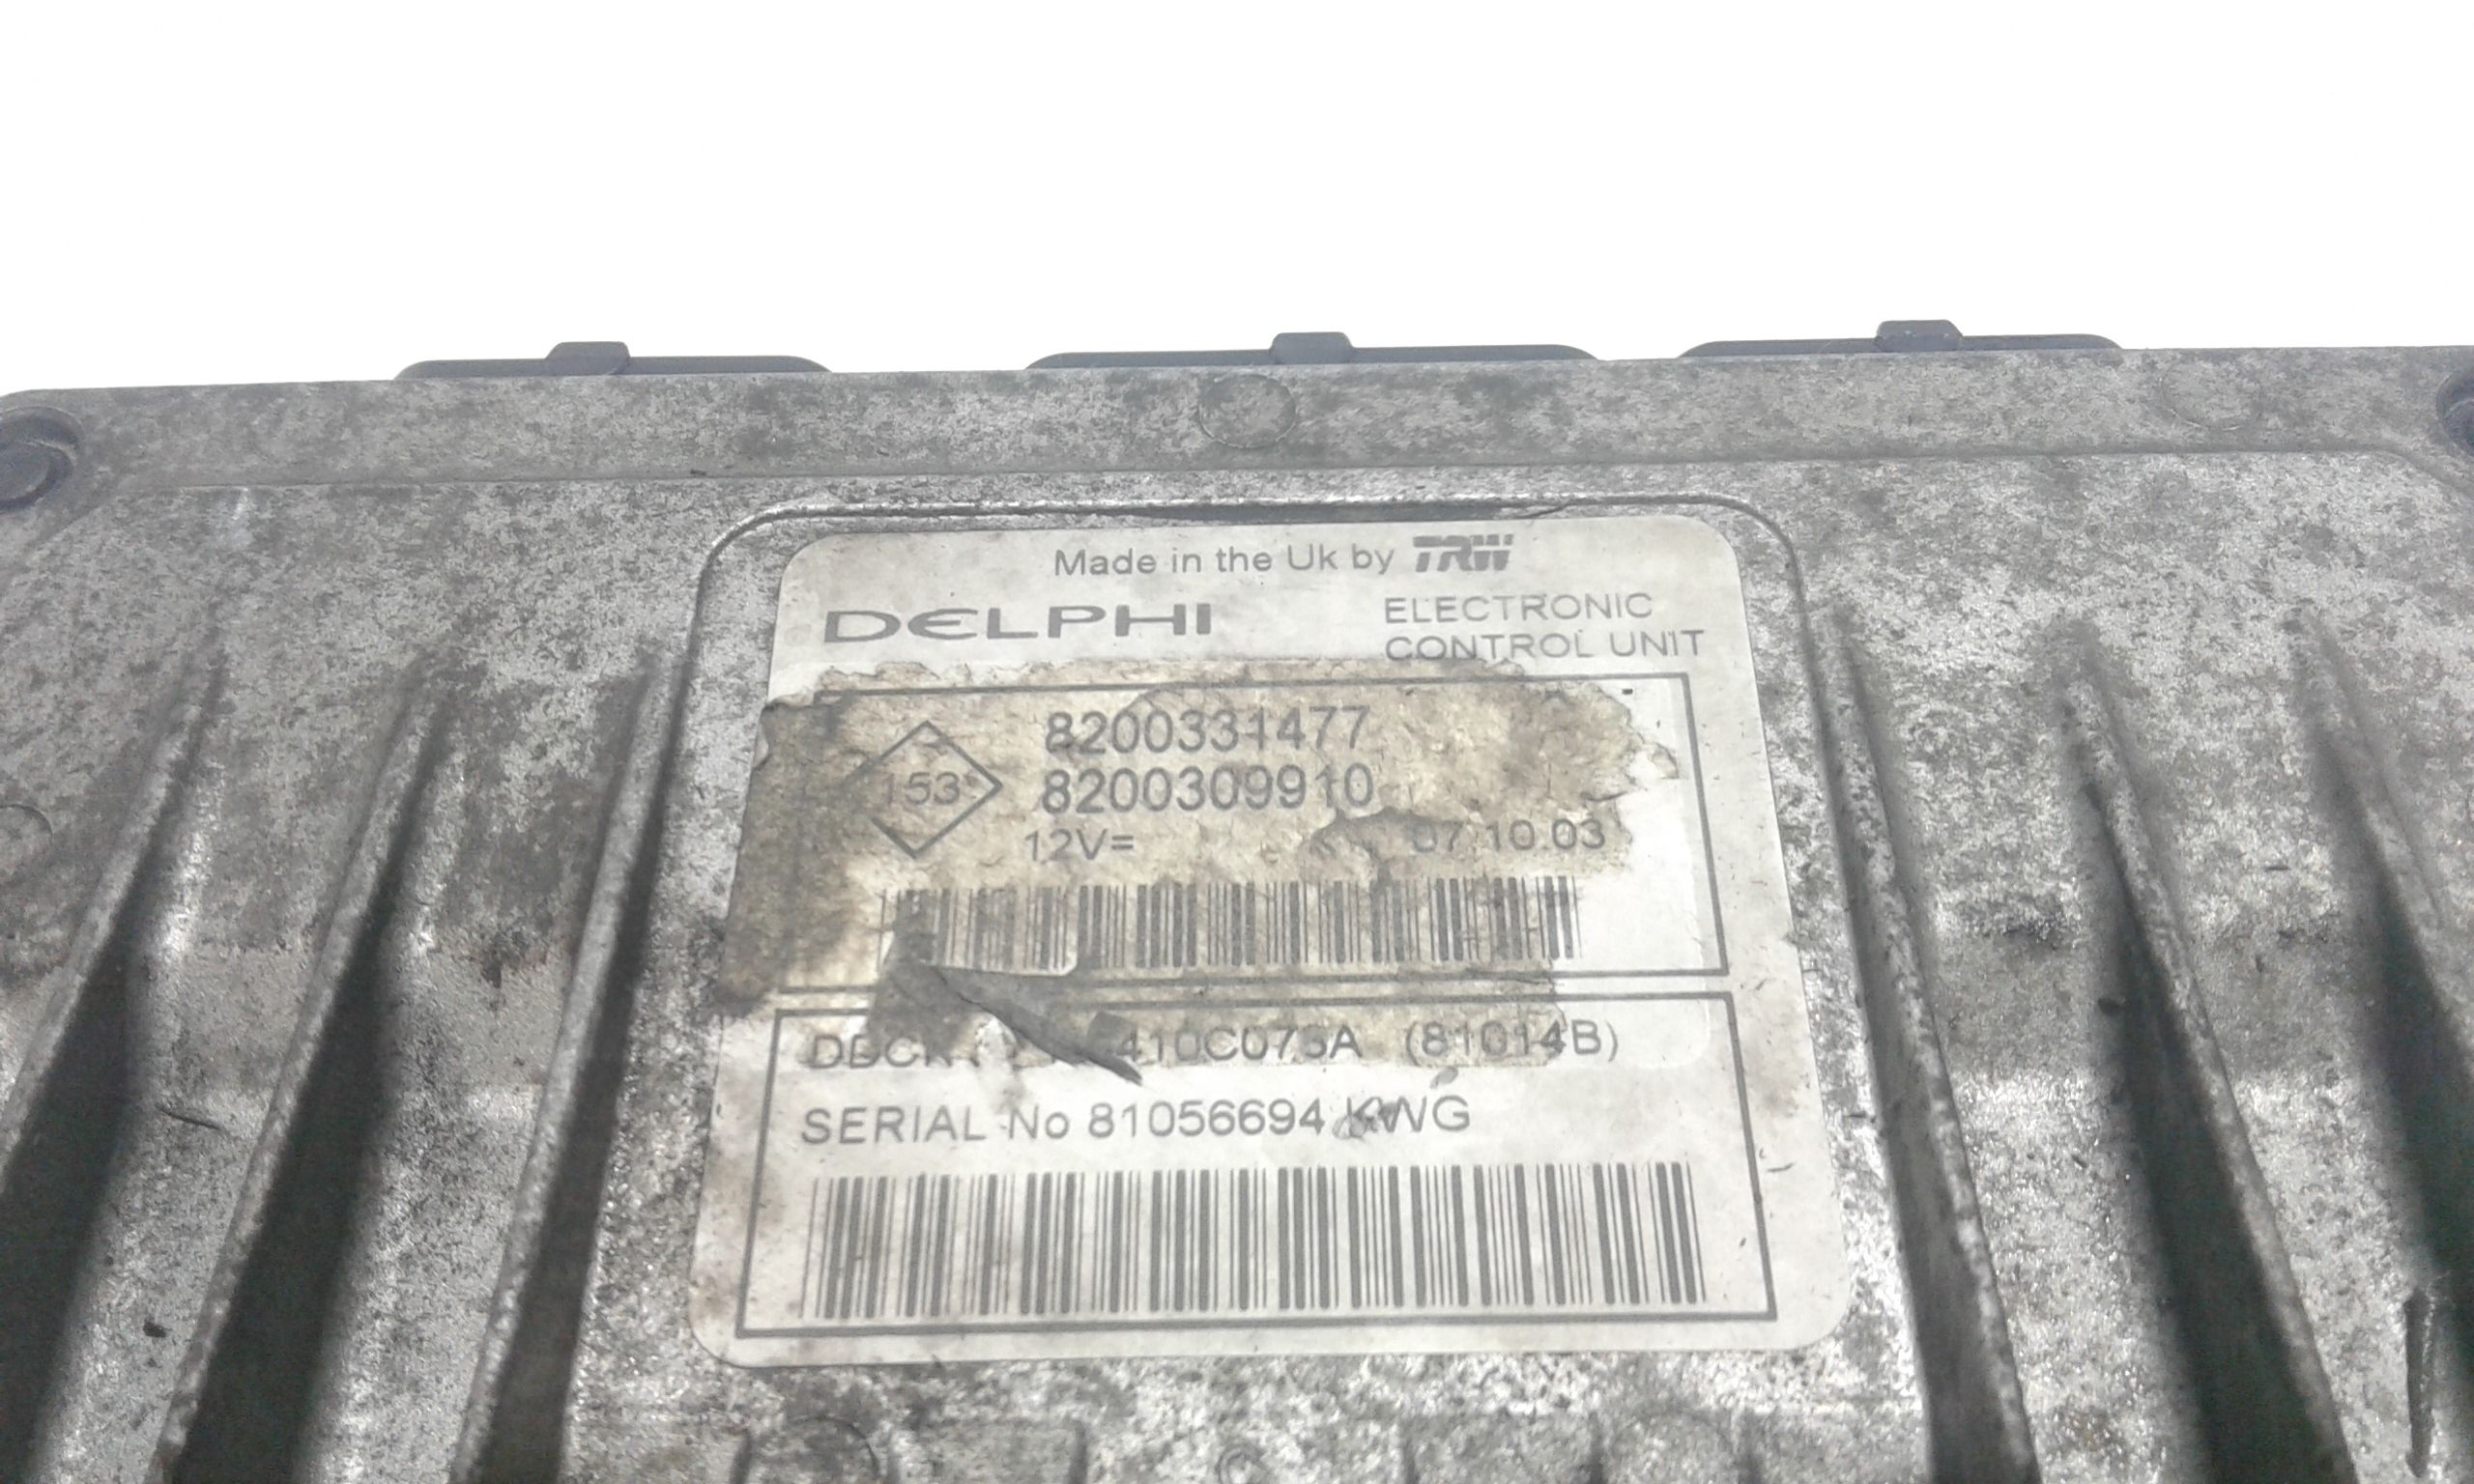 Made in the Uk by TRW
DELPHI
ELECTRONIC
CONTROL UNIT
153
8200331477
8200309910
12V=
07.10.03
(81014B)
SERIAL No 81056694 KWG